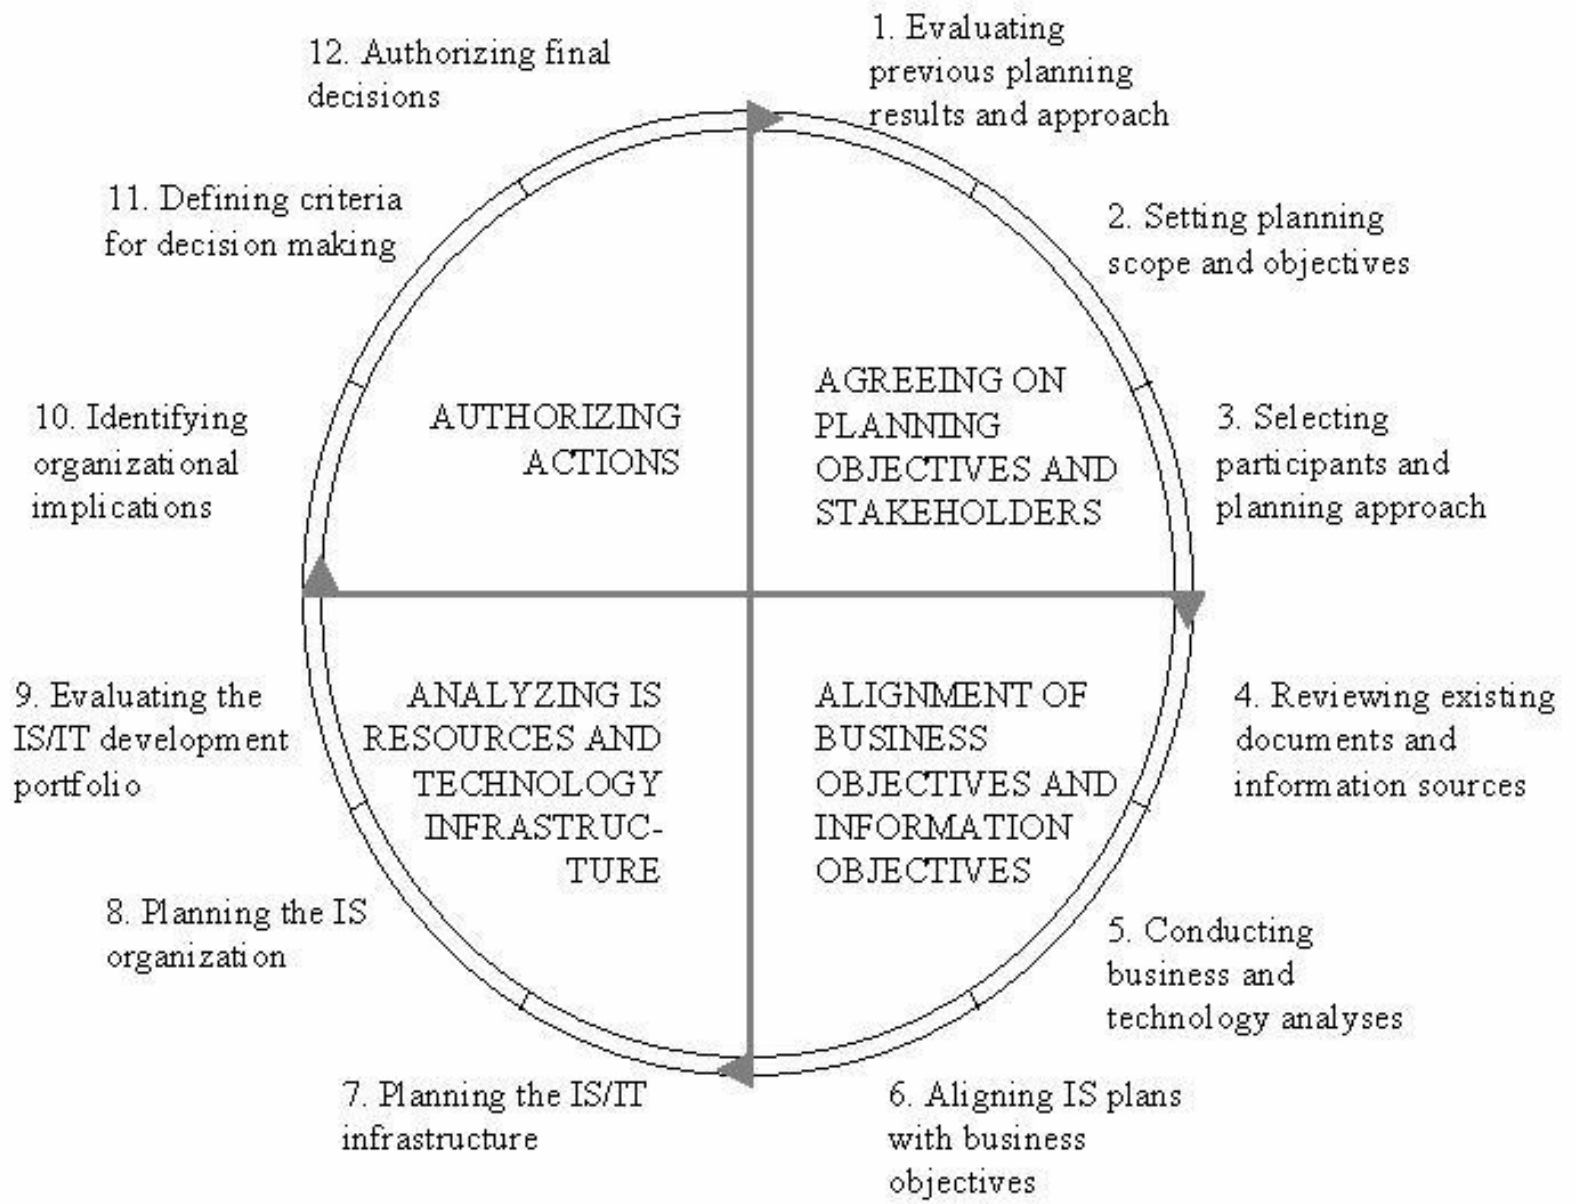 1. Evaluating
previous planning
results and approach
2. Setting planning
scope and objectives
3. Selecting
participants and
planning approach
4. Reviewing existing
documents and
information sources
5. Conducting
business and
technology analyses
6. Aligning IS plans
with business
objectives
7. Planning the IS/IT
infrastructure
8. Planning the IS
organization
9. Evaluating the
IS/IT development
portfolio
10. Identifying
organizational
implications
11. Defining criteria
for decision making
12. Authorizing final
decisions
AGREEING ON
PLANNING
OBJECTIVES AND
STAKEHOLDERS
ALIGNMENT OF
BUSINESS
OBJECTIVES AND
INFORMATION
OBJECTIVES
ANALYZING IS
RESOURCES AND
TECHNOLOGY
INFRASTRUC-
TURE
AUTHORIZING
ACTIONS